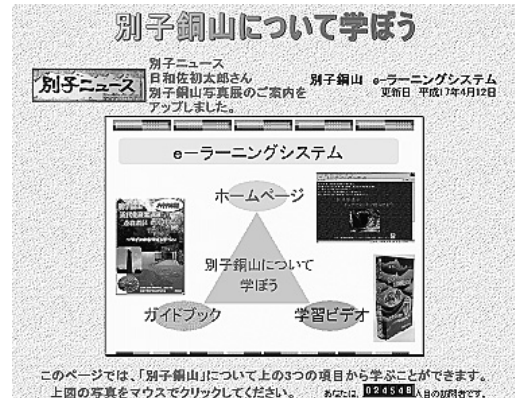 別子銅山について学ぼう
別子ニュース
別子ニュース
日和佐初太郎さん
別子銅山写真展のご案内を
アップしました。
別子銅山 e-ラーニングシステム
更新日 平成17年4月12日
e-ラーニングシステム
ホームページ
別子銅山について
学ぼう
ガイドブック
学習ビデオ
このページでは、「別子銅山」について上の3つの項目から学ぶことができます。
上図の写真をマウスでクリックしてください。
あなたは、024548人目の訪問者です。